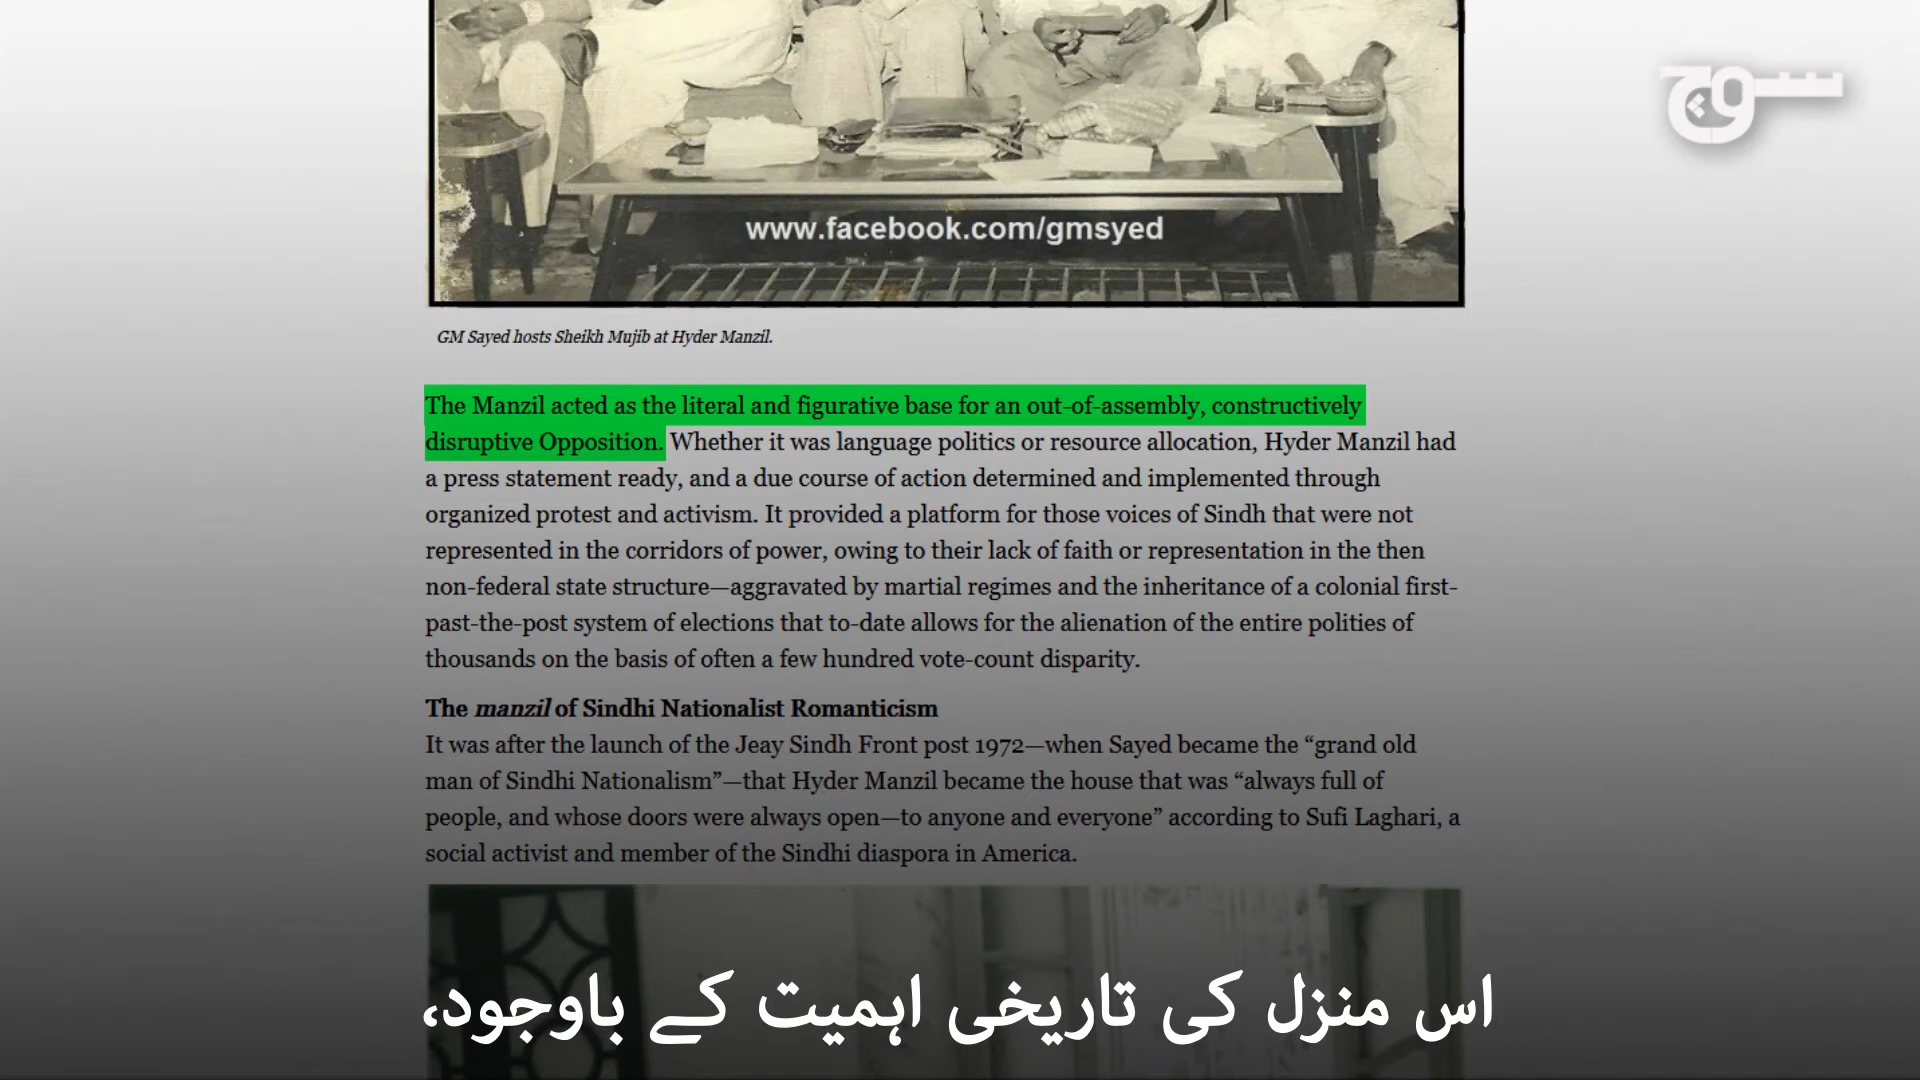 سوچ
www.facebook.com/gmsyed
GM Sayed hosts Sheikh Mujib at Hyder Manzil.
The Manzil acted as the literal and figurative base for an out-of-assembly, constructively
disruptive Opposition. Whether it was language politics or resource allocation, Hyder Manzil had
a press statement ready, and a due course of action determined and implemented through
organized protest and activism. It provided a platform for those voices of Sindh that were not
represented in the corridors of power, owing to their lack of faith or representation in the then
non-federal state structure—aggravated by martial regimes and the inheritance of a colonial first-
past-the-post system of elections that to-date allows for the alienation of the entire polities of
thousands on the basis of often a few hundred vote-count disparity.
The manzil of Sindhi Nationalist Romanticism
It was after the launch of the Jeay Sindh Front post 1972—when Sayed became the “grand old
man of Sindhi Nationalism”—that Hyder Manzil became the house that was “always full of
people, and whose doors were always open—to anyone and everyone” according to Sufi Laghari, a
social activist and member of the Sindhi diaspora in America.
اس منزل کی تاریخی اہمیت کے باوجود،